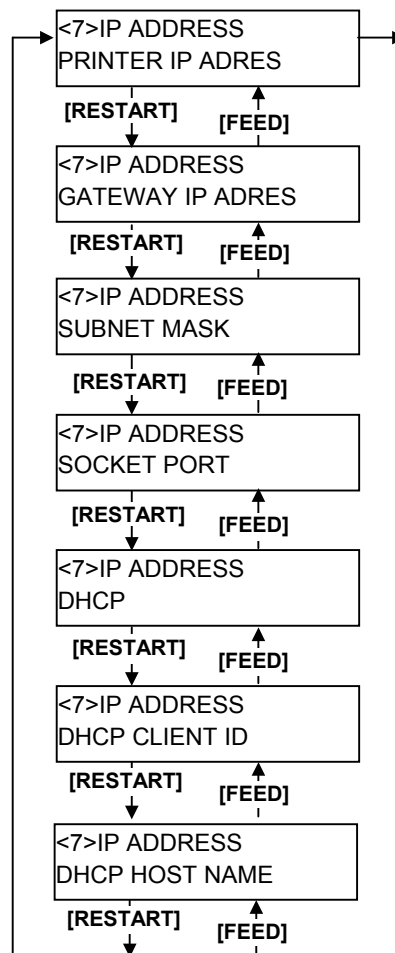 <7>IP ADDRESS
PRINTER IP ADRES
[RESTART] [FEED]
<7>IP ADDRESS
GATEWAY IP ADRES
[RESTART] [FEED]
<7>IP ADDRESS
SUBNET MASK
[RESTART] [FEED]
<7>IP ADDRESS
SOCKET PORT
[RESTART] [FEED]
<7>IP ADDRESS
DHCP
[RESTART] [FEED]
<7>IP ADDRESS
DHCP CLIENT ID
[RESTART] [FEED]
<7>IP ADDRESS
DHCP HOST NAME
[RESTART] [FEED]